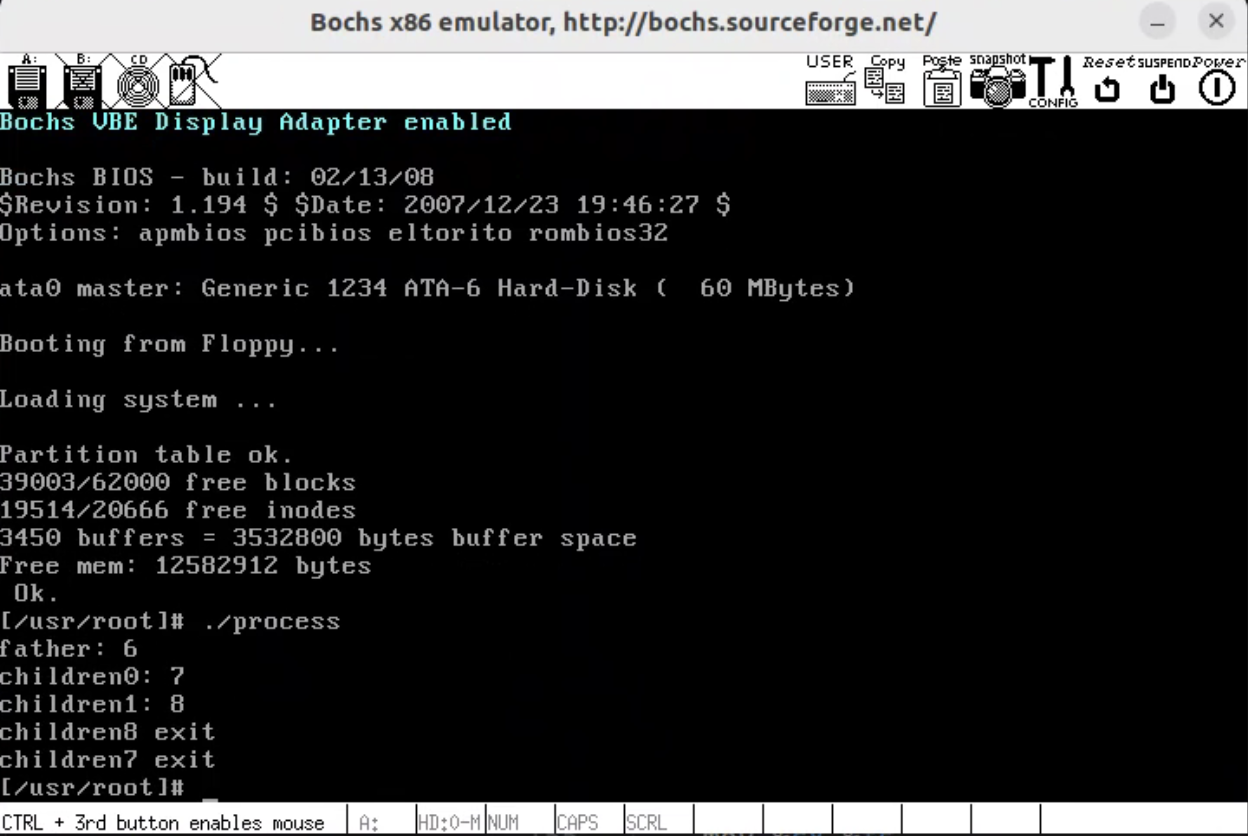 Bochs x86 emulator, http://bochs.sourceforge.net/
A: B: CD USER Copy Paste snapshot CONFIG Reset SUSPEND Power
Bochs VBE Display Adapter enabled
Bochs BIOS - build: 02/13/08
$Revision: 1.194 $ $Date: 2007/12/23 19:46:27 $
Options: apmbios pcibios eltorito rombios32
ata0 master: Generic 1234 ATA-6 Hard-Disk (  60 MBytes)
Booting from Floppy...
Loading system ...
Partition table ok.
39003/62000 free blocks
19514/20666 free inodes
3450 buffers = 3532800 bytes buffer space
Free mem: 12582912 bytes
 Ok.
[/usr/root]# ./process
father: 6
children0: 7
children1: 8
children8 exit
children7 exit
[/usr/root]# _
CTRL + 3rd button enables mouse A: HD:0-M NUM CAPS SCRL